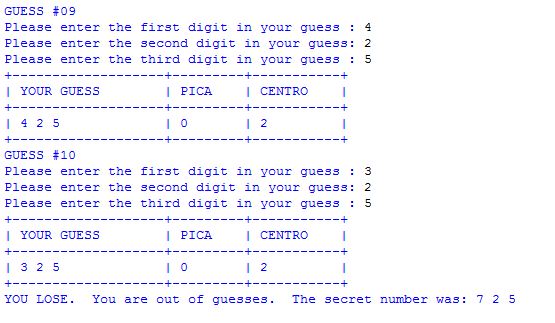 GUESS #09
Please enter the first digit in your guess : 4
Please enter the second digit in your guess: 2
Please enter the third digit in your guess : 5
+-------------------+---------+-----------+
| YOUR GUESS        | PICA    | CENTRO    |
+-------------------+---------+-----------+
| 4 2 5             | 0       | 2         |
+-------------------+---------+-----------+
GUESS #10
Please enter the first digit in your guess : 3
Please enter the second digit in your guess: 2
Please enter the third digit in your guess : 5
+-------------------+---------+-----------+
| YOUR GUESS        | PICA    | CENTRO    |
+-------------------+---------+-----------+
| 3 2 5             | 0       | 2         |
+-------------------+---------+-----------+
YOU LOSE.  You are out of guesses.  The secret number was: 7 2 5